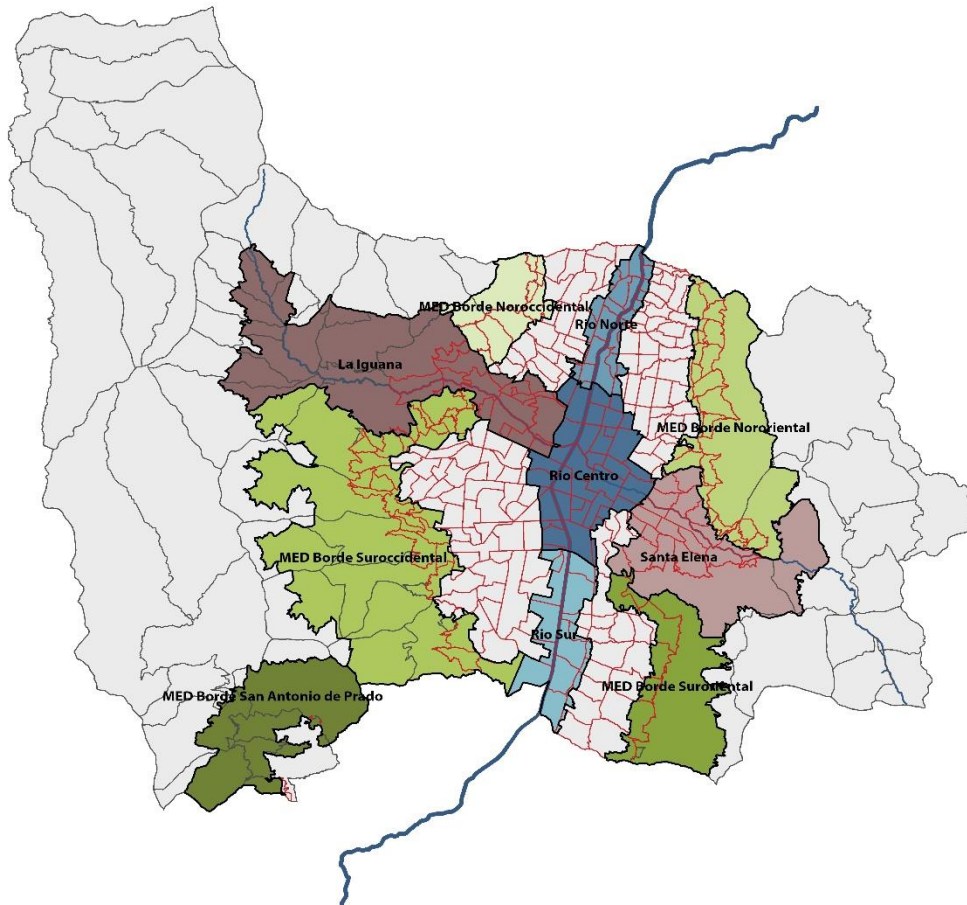 MED Borde Noroccidental
Rio Norte
La Iguana
MED Borde Nororiental
Rio Centro
MED Borde Suroccidental
Santa Elena
Rio Sur
MED Borde Suroriental
MED Borde San Antonio de Prado